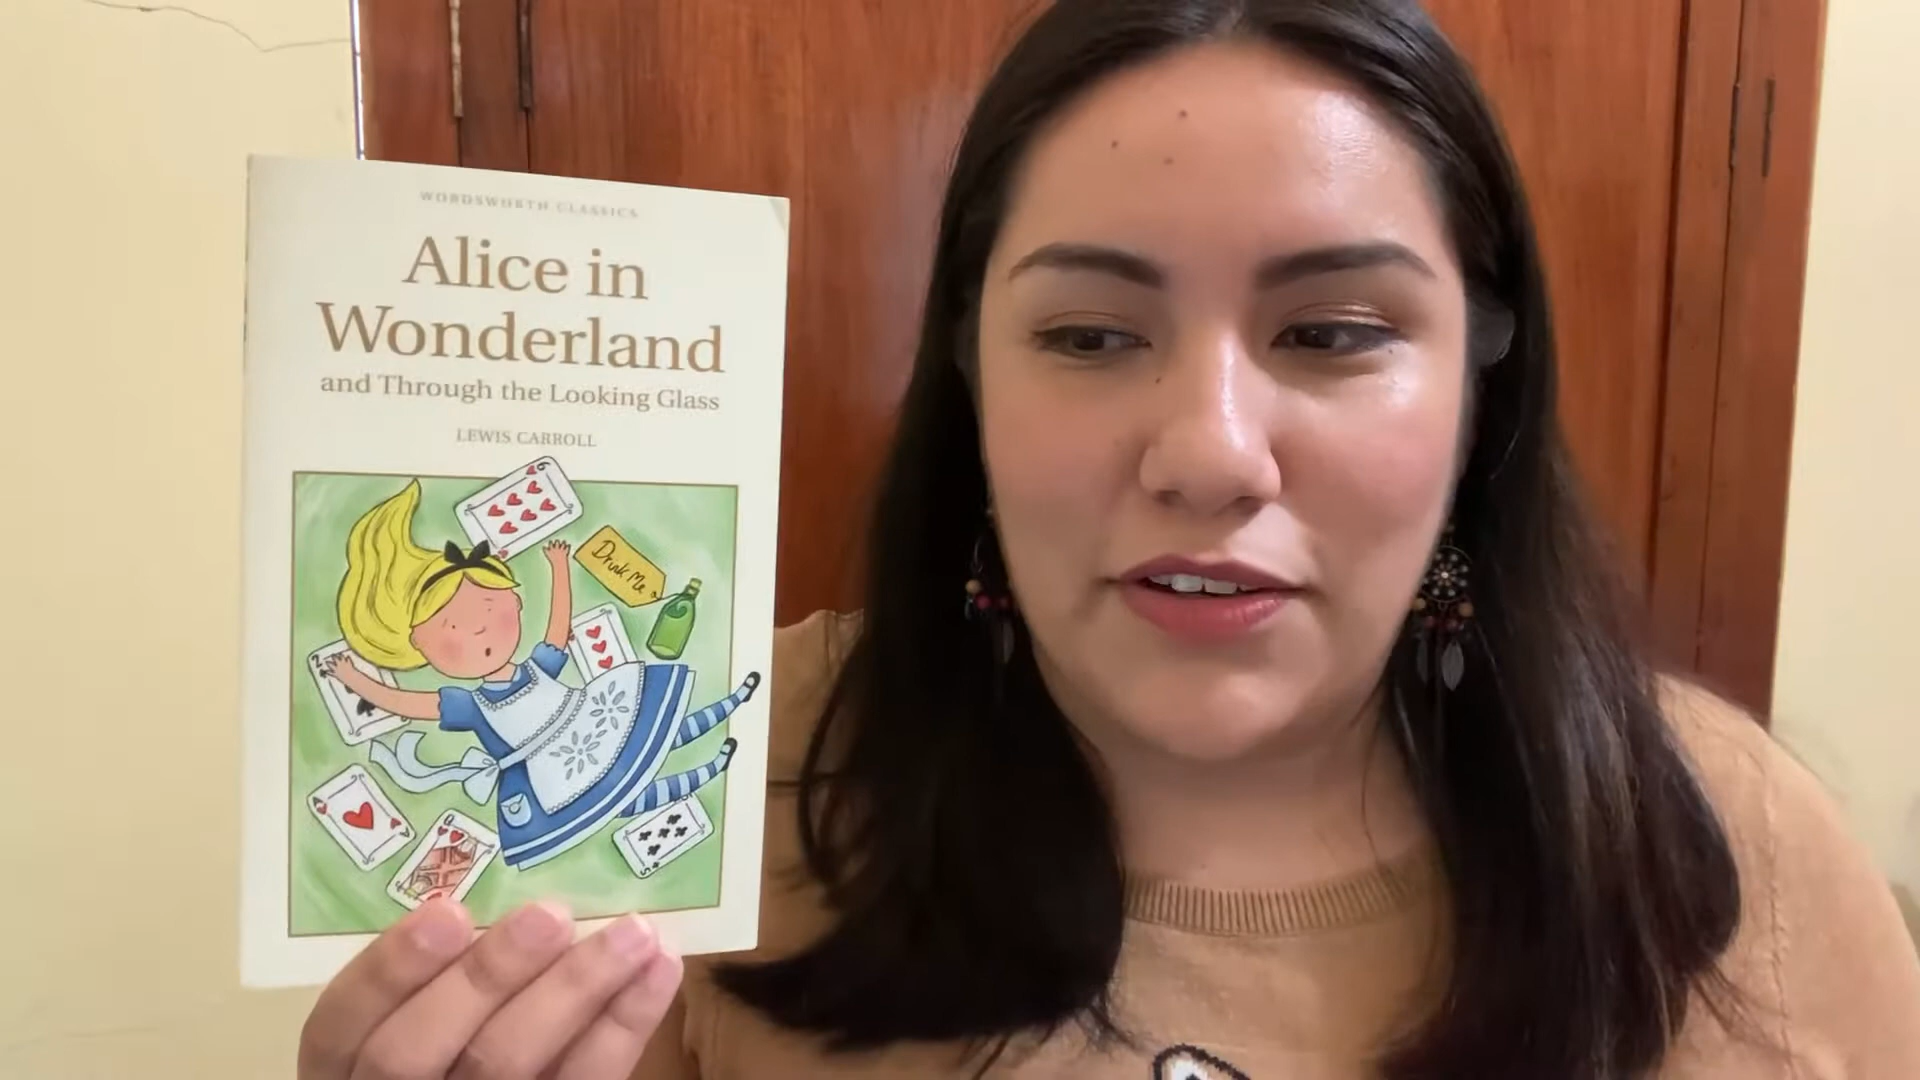 WORDSWORTH CLASSICS
Alice in
Wonderland
and Through the Looking Glass
LEWIS CARROLL
Drink Me